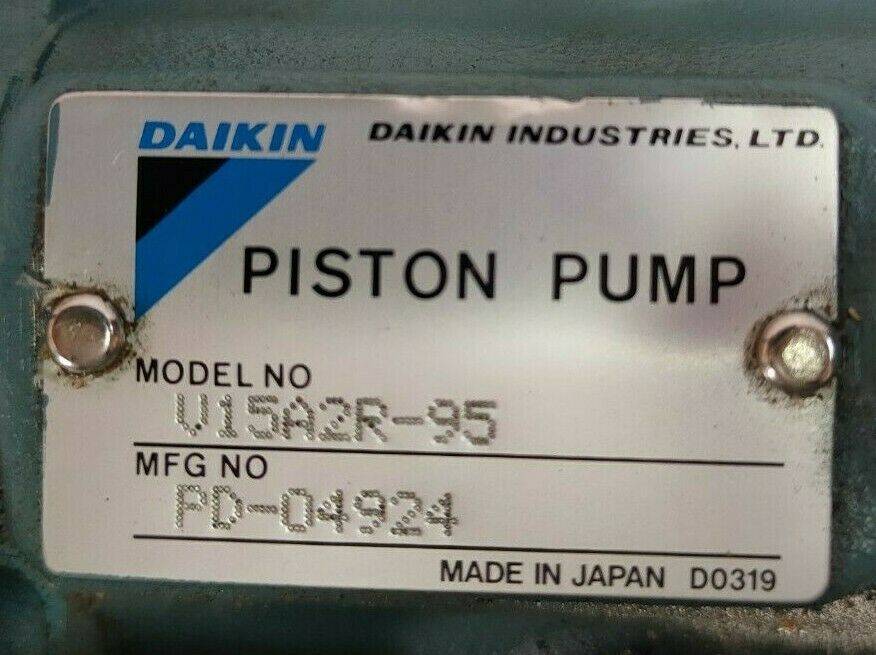 DAIKIN DAIKIN INDUSTRIES, LTD.
PISTON PUMP
MODEL NO
V15A2R-95
MFG NO
PD-04924
MADE IN JAPAN D0319